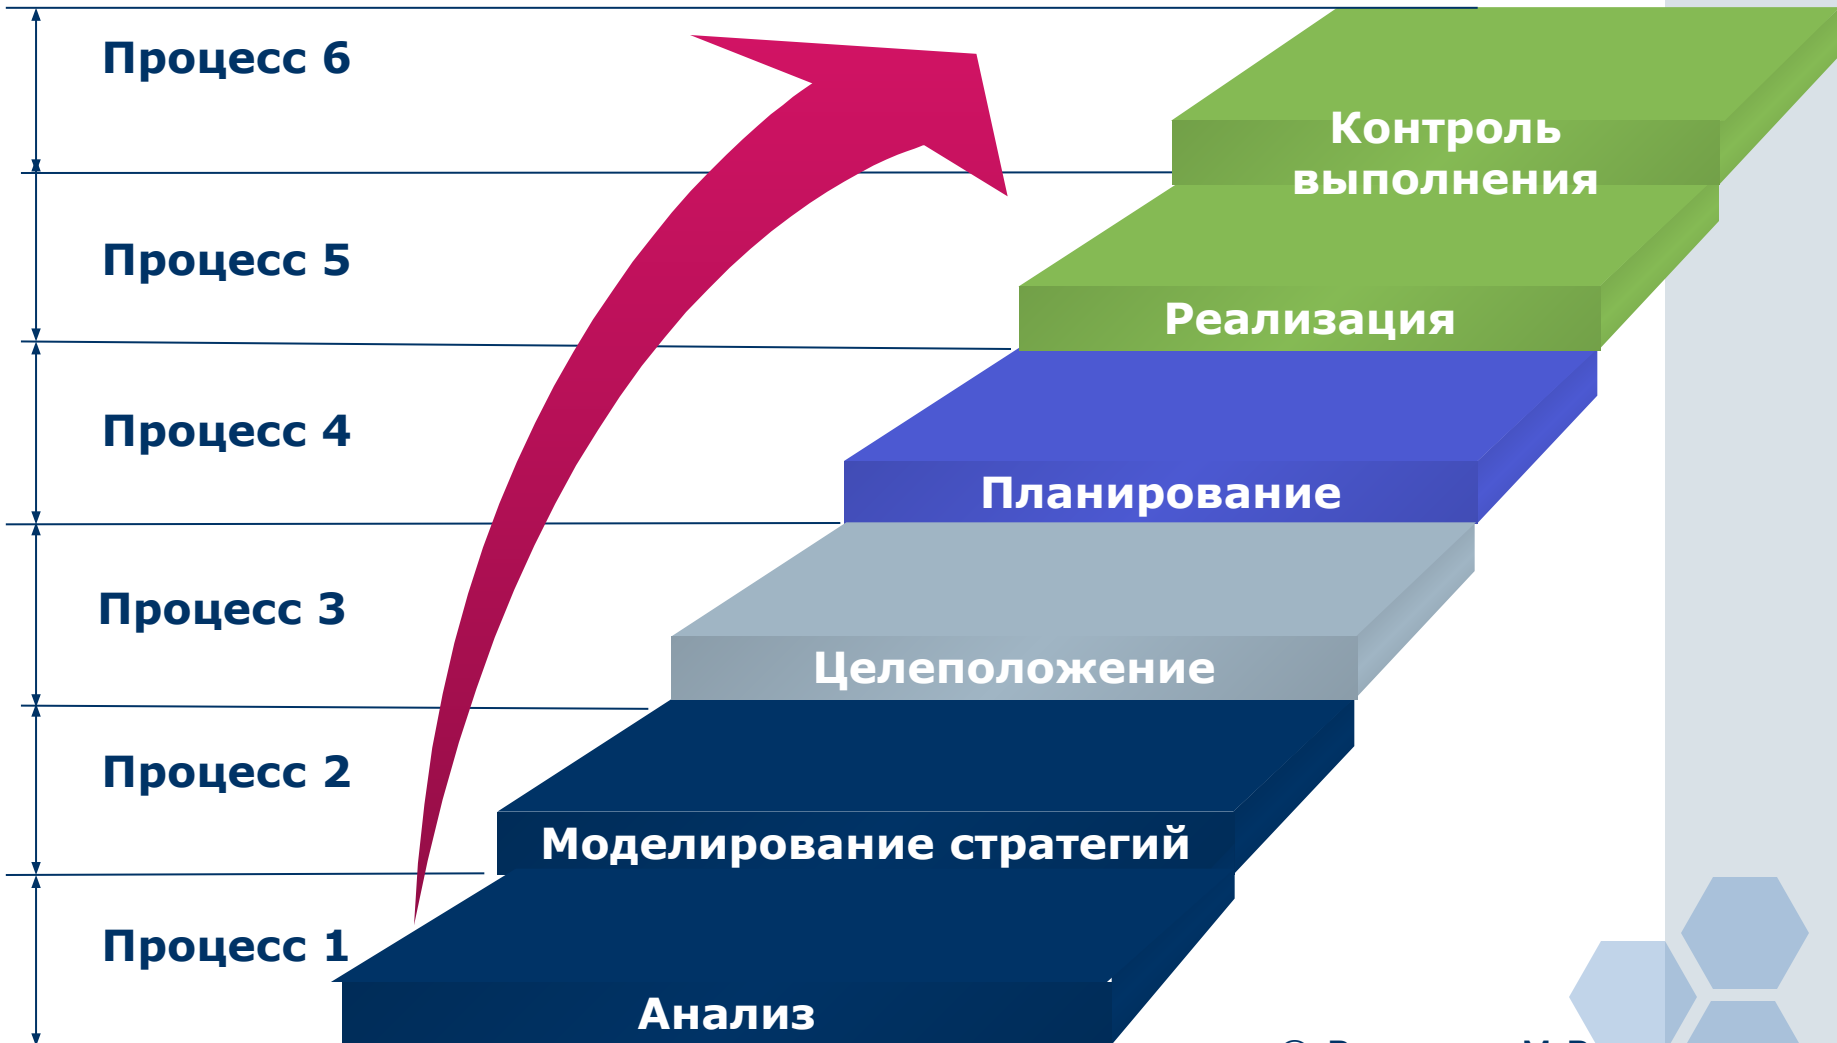 Процесс 6
Контроль
выполнения
Процесс 5
Реализация
Процесс 4
Планирование
Процесс 3
Целеположение
Процесс 2
Моделирование стратегий
Процесс 1
Анализ